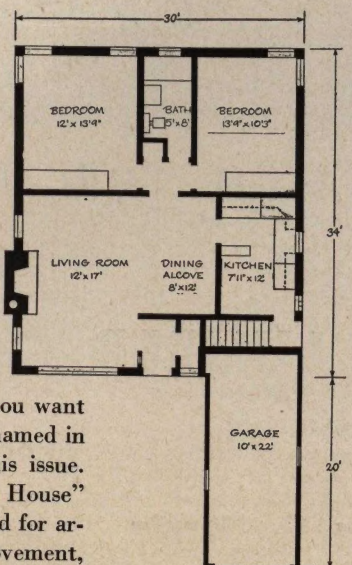 30'
BEDROOM
12' x 13'9"
BATH
5' x 8'
BEDROOM
13'9" x 10'3"
34'
LIVING ROOM
12' x 17'
DINING
ALCOVE
8' x 12'
KITCHEN
7'11" x 12'
GARAGE
10' x 22'
20'
ou want
named in
is issue.
House"
d for ar-
ovement,